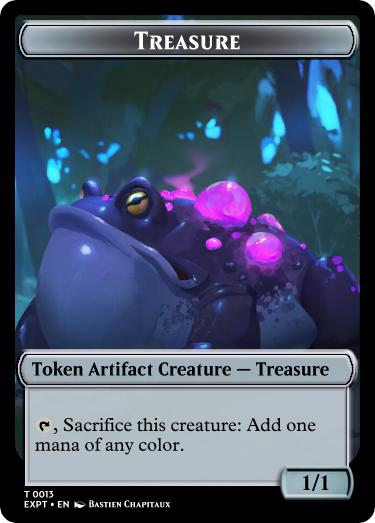 Treasure
Token Artifact Creature — Treasure
, Sacrifice this creature: Add one
mana of any color.
1/1
T 0013
EXPT • EN Bastien Chapitaux